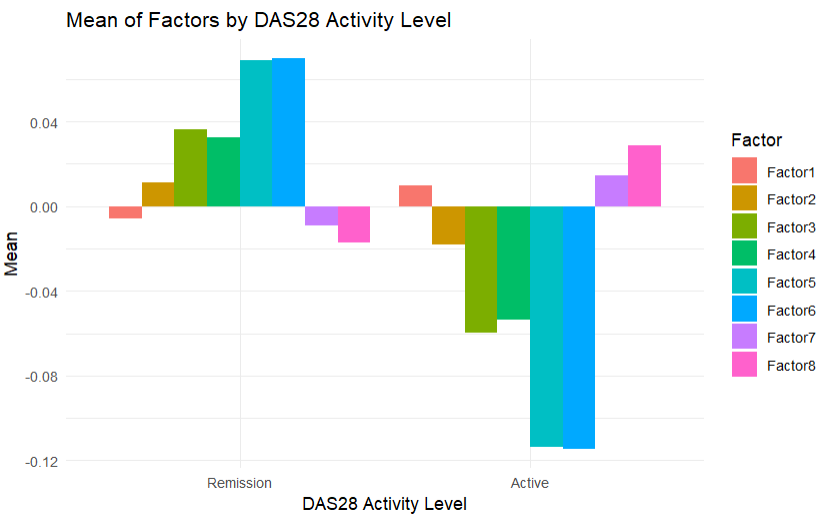 Mean of Factors by DAS28 Activity Level
0.04
0.00
-0.04
-0.08
-0.12
Mean
Remission
Active
DAS28 Activity Level
Factor
Factor1
Factor2
Factor3
Factor4
Factor5
Factor6
Factor7
Factor8